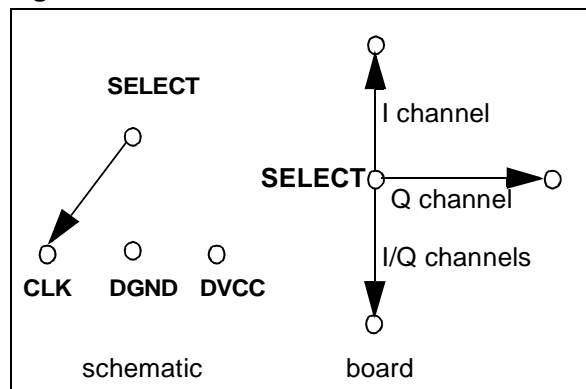 SELECT
CLK DGND DVCC
schematic
I channel
SELECT
Q channel
I/Q channels
board